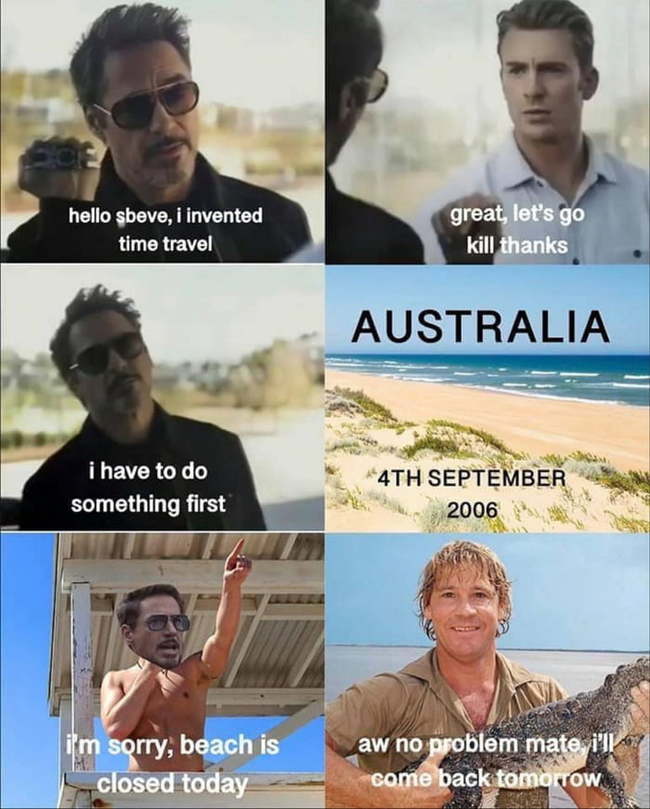 hello sbeve, i invented
time travel
great, let's go
kill thanks
i have to do
something first
AUSTRALIA
4TH SEPTEMBER
2006
i'm sorry, beach is
closed today
aw no problem mate, i'll
come back tomorrow